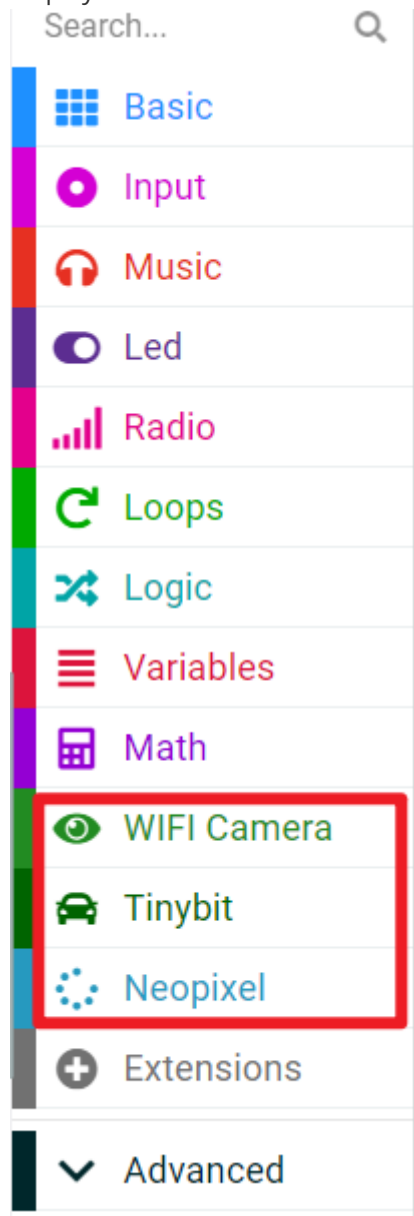 Search...
Basic
Input
Music
Led
Radio
Loops
Logic
Variables
Math
WIFI Camera
Tinybit
Neopixel
Extensions
Advanced